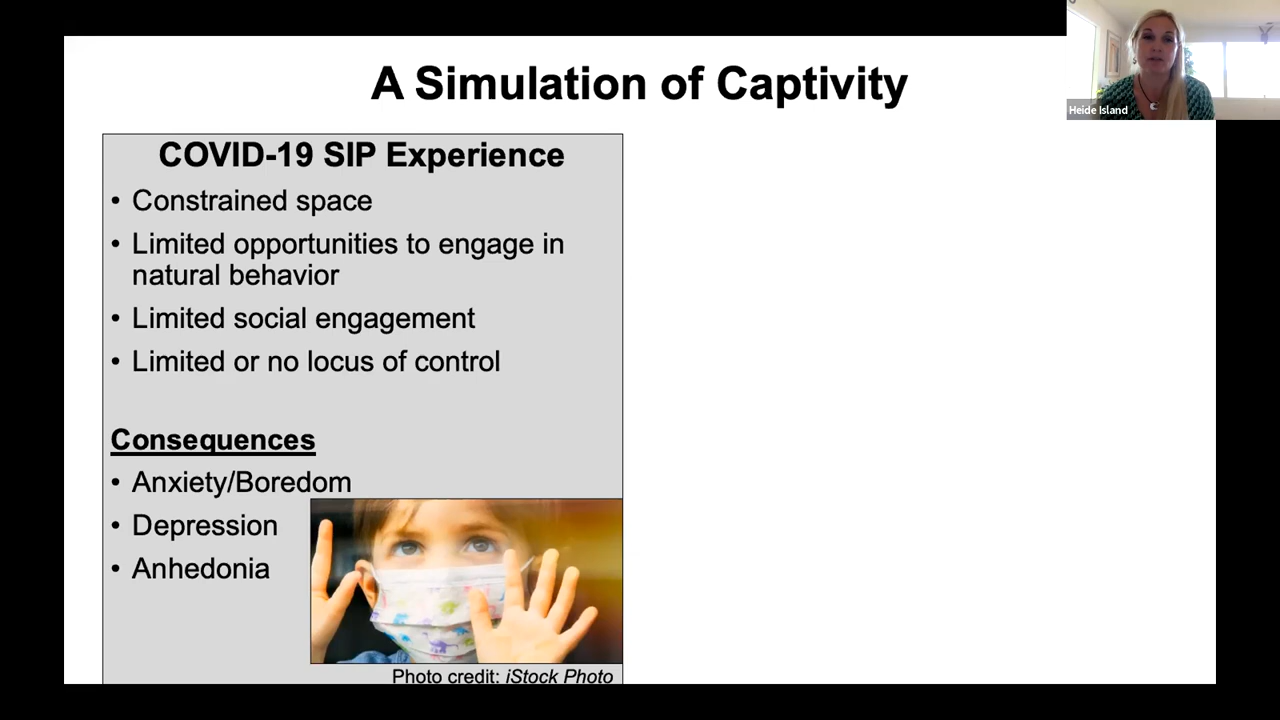 A Simulation of Captivity
Heide Island
COVID-19 SIP Experience
• Constrained space
• Limited opportunities to engage in
natural behavior
• Limited social engagement
• Limited or no locus of control
Consequences
• Anxiety/Boredom
• Depression
• Anhedonia
Photo credit: iStock Photo